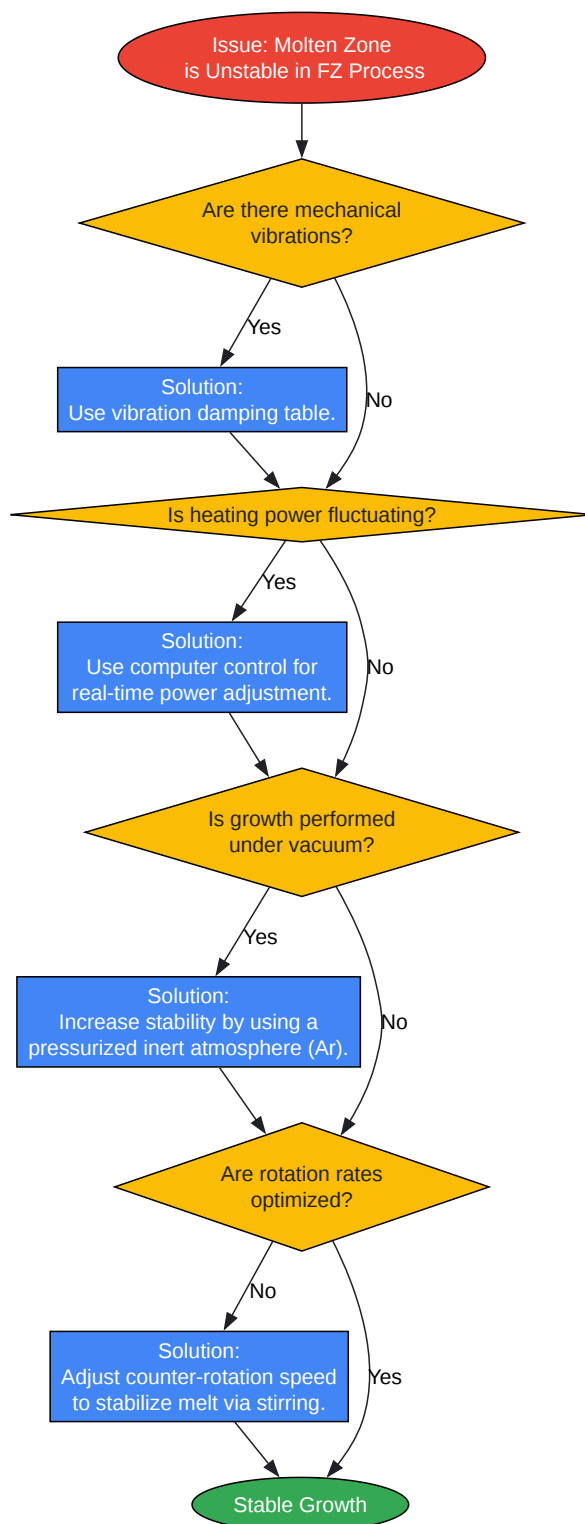 Issue: Molten Zone
is Unstable in FZ Process
Are there mechanical
vibrations?
Yes
Solution:
Use vibration damping table.
No
Is heating power fluctuating?
Yes
Solution:
Use computer control for
real-time power adjustment.
No
Is growth performed
under vacuum?
Yes
Solution:
Increase stability by using a
pressurized inert atmosphere (Ar).
No
Are rotation rates
optimized?
No
Solution:
Adjust counter-rotation speed
to stabilize melt via stirring.
Yes
Stable Growth